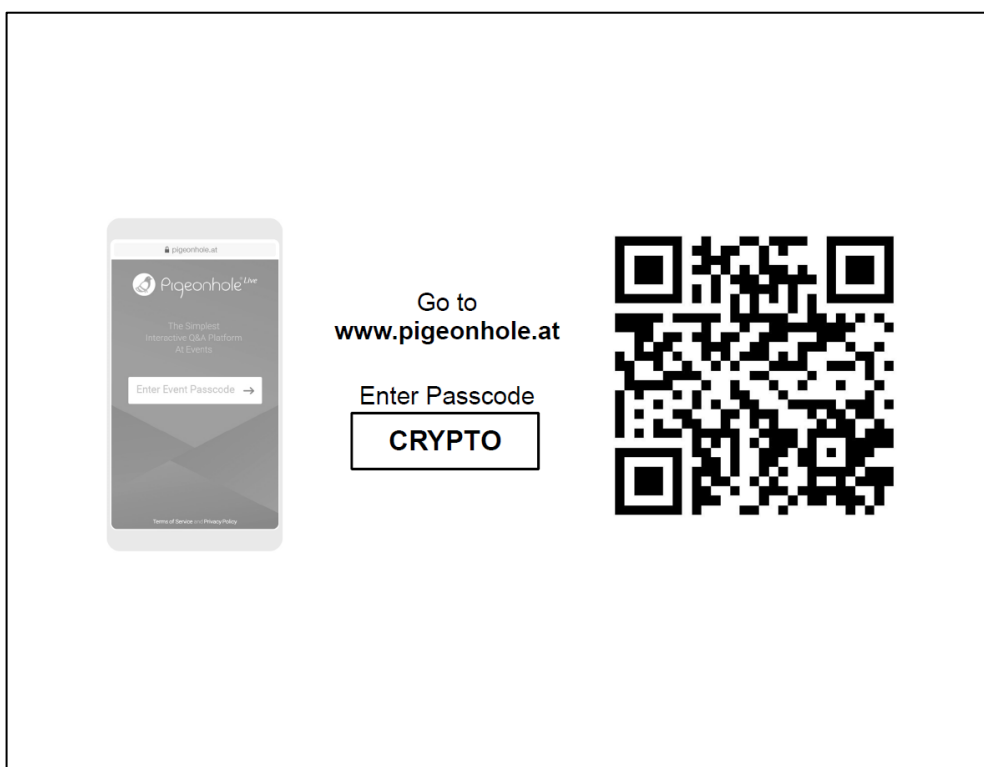 pigeonhole.at
Pigeonhole Live
The Simplest
Interactive Q&A Platform
At Events
Enter Event Passcode →
Terms of Service and Privacy Policy
Go to
www.pigeonhole.at
Enter Passcode
CRYPTO